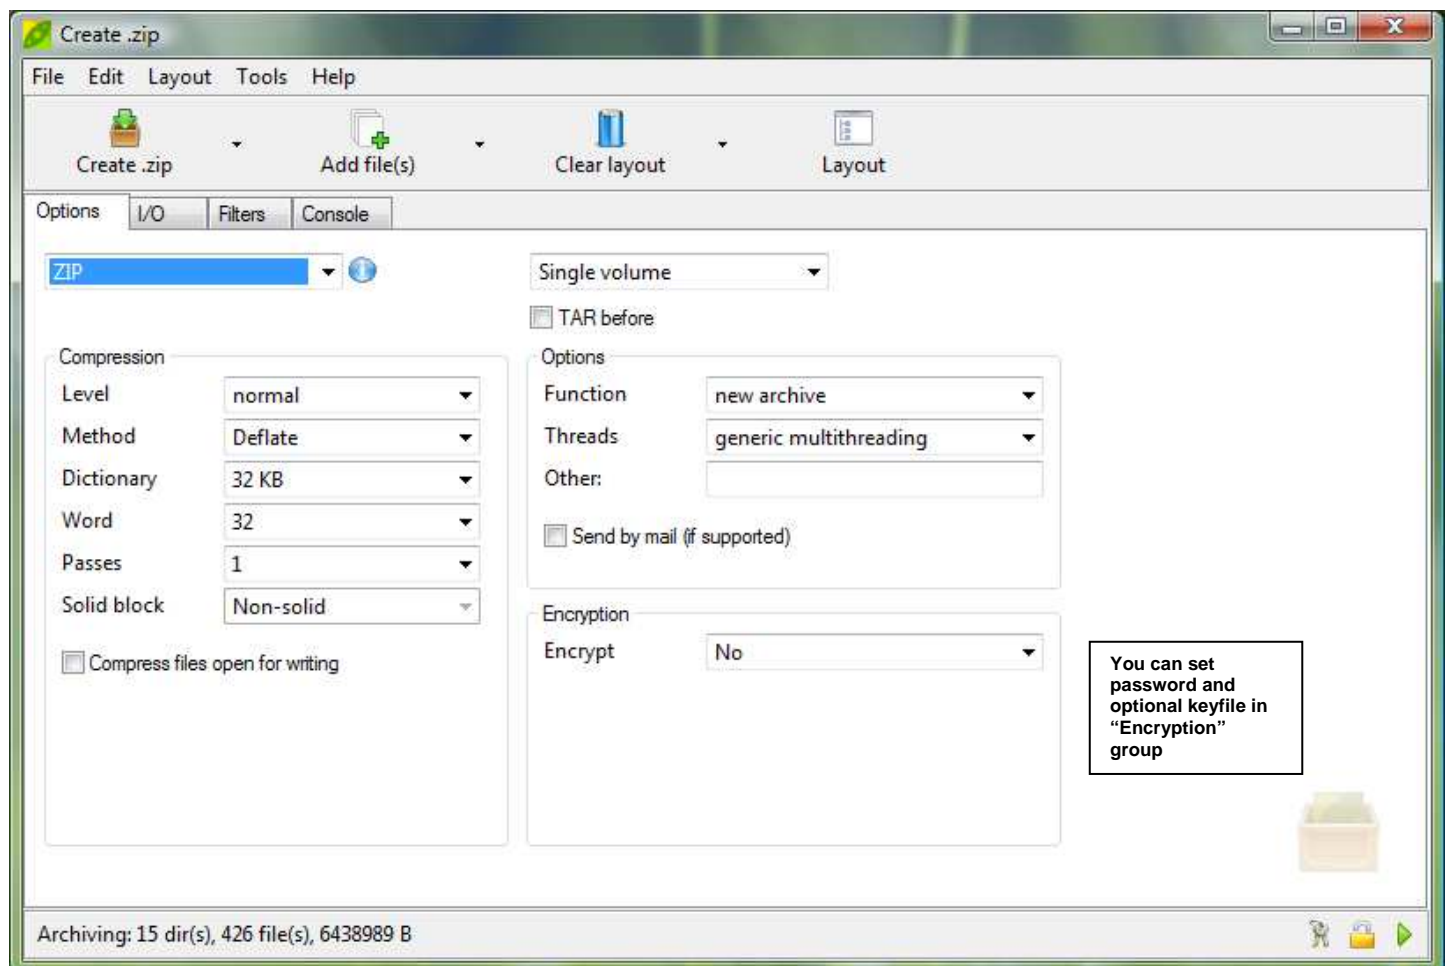 Create .zip
File Edit Layout Tools Help
Create .zip Add file(s) Clear layout Layout
Options I/O Filters Console
ZIP Single volume
TAR before
Compression Options
Level normal Function new archive
Method Deflate Threads generic multithreading
Dictionary 32 KB Other:
Word 32
Send by mail (if supported)
Passes 1
Solid block Non-solid
Encryption
Encrypt No
Compress files open for writing
You can set
password and
optional keyfile in
“Encryption”
group
Archiving: 15 dir(s), 426 file(s), 6438989 B